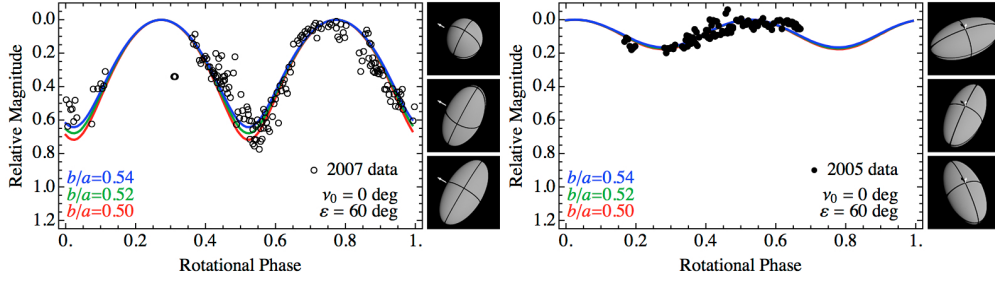 0.0
0.2
0.4
0.6
0.8
1.0
1.2
Relative Magnitude
2007 data
b/a=0.54
b/a=0.52
b/a=0.50
ν0 = 0 deg
ε = 60 deg
0. 0.2 0.4 0.6 0.8 1.
Rotational Phase
0.0
0.2
0.4
0.6
0.8
1.0
1.2
Relative Magnitude
2005 data
b/a=0.54
b/a=0.52
b/a=0.50
ν0 = 0 deg
ε = 60 deg
0. 0.2 0.4 0.6 0.8 1.
Rotational Phase